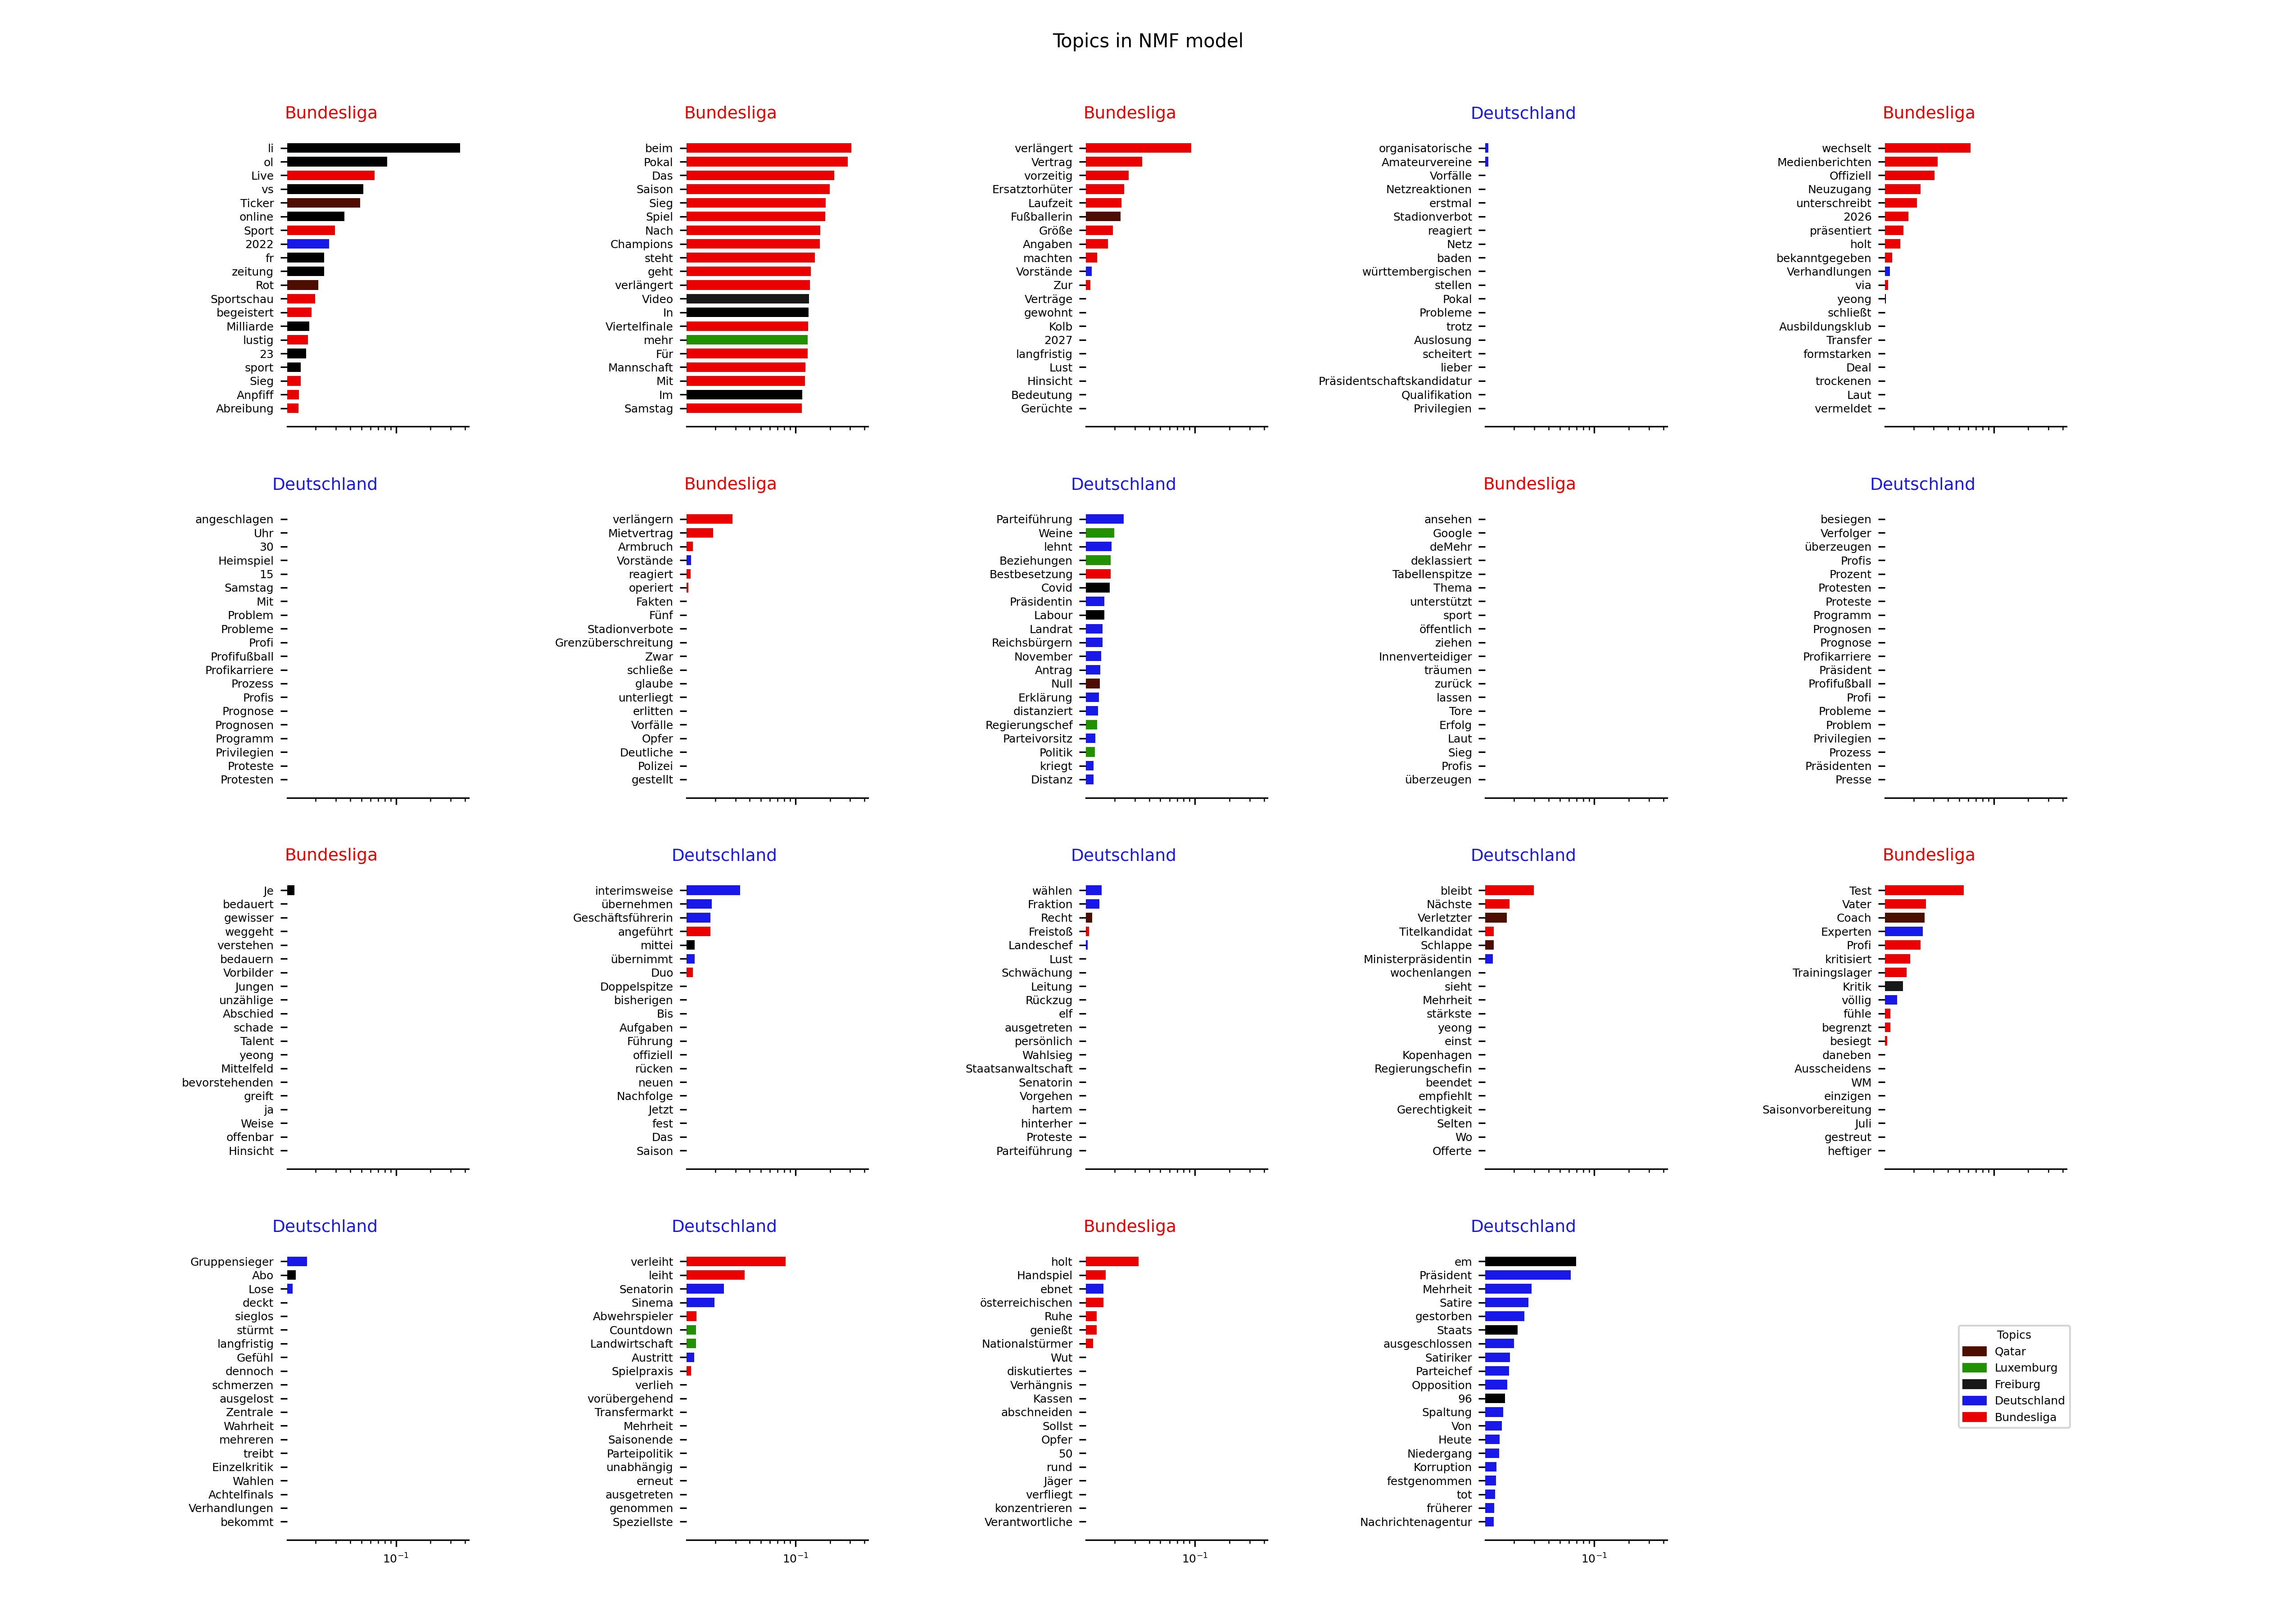 Topics in NMF model
Bundesliga
li
ol
Live
vs
Ticker
online
Sport
2022
fr
zeitung
Rot
Sportschau
begeistert
Milliarde
lustig
23
sport
Sieg
Anpfiff
Abreibung
Bundesliga
beim
Pokal
Das
Saison
Sieg
Spiel
Nach
Champions
steht
geht
verlängert
Video
In
Viertelfinale
mehr
Für
Mannschaft
Mit
Im
Samstag
Bundesliga
verlängert
Vertrag
vorzeitig
Ersatztorhüter
Laufzeit
Fußballerin
Größe
Angaben
machten
Vorstände
Zur
Verträge
gewohnt
Kolb
2027
langfristig
Lust
Hinsicht
Bedeutung
Gerüchte
Deutschland
organisatorische
Amateurvereine
Vorfälle
Netzreaktionen
erstmal
Stadionverbot
reagiert
Netz
baden
württembergischen
stellen
Pokal
Probleme
trotz
Auslosung
scheitert
lieber
Präsidentschaftskandidatur
Qualifikation
Privilegien
Bundesliga
wechselt
Medienberichten
Offiziell
Neuzugang
unterschreibt
2026
präsentiert
holt
bekanntgegeben
Verhandlungen
via
yeong
schließt
Ausbildungsklub
Transfer
formstarken
Deal
trockenen
Laut
vermeldet
Deutschland
angeschlagen
Uhr
30
Heimspiel
15
Samstag
Mit
Problem
Probleme
Profi
Profifußball
Profikarriere
Prozess
Profis
Prognose
Prognosen
Programm
Privilegien
Proteste
Protesten
Bundesliga
verlängern
Mietvertrag
Armbruch
Vorstände
reagiert
operiert
Fakten
Fünf
Stadionverbote
Grenzüberschreitung
Zwar
schließe
glaube
unterliegt
erlitten
Vorfälle
Opfer
Deutliche
Polizei
gestellt
Deutschland
Parteiführung
Weine
lehnt
Beziehungen
Bestbesetzung
Covid
Präsidentin
Labour
Landrat
Reichsbürgern
November
Antrag
Null
Erklärung
distanziert
Regierungschef
Parteivorsitz
Politik
kriegt
Distanz
Bundesliga
ansehen
Google
deMehr
deklassiert
Tabellenspitze
Thema
unterstützt
sport
öffentlich
ziehen
Innenverteidiger
träumen
zurück
lassen
Tore
Erfolg
Laut
Sieg
Profis
überzeugen
Deutschland
besiegen
Verfolger
überzeugen
Profis
Prozent
Protesten
Proteste
Programm
Prognosen
Prognose
Profikarriere
Präsident
Profifußball
Profi
Probleme
Problem
Privilegien
Prozess
Präsidenten
Presse
Bundesliga
Je
bedauert
gewisser
weggeht
verstehen
bedauern
Vorbilder
Jungen
unzählige
Abschied
schade
Talent
yeong
Mittelfeld
bevorstehenden
greift
ja
Weise
offenbar
Hinsicht
Deutschland
interimsweise
übernehmen
Geschäftsführerin
angeführt
mittei
übernimmt
Duo
Doppelspitze
bisherigen
Bis
Aufgaben
Führung
offiziell
rücken
neuen
Nachfolge
Jetzt
fest
Das
Saison
Deutschland
wählen
Fraktion
Recht
Freistoß
Landeschef
Lust
Schwächung
Leitung
Rückzug
elf
ausgetreten
persönlich
Wahlsieg
Staatsanwaltschaft
Senatorin
Vorgehen
hartem
hinterher
Proteste
Parteiführung
Deutschland
bleibt
Nächste
Verletzter
Titelkandidat
Schlappe
Ministerpräsidentin
wochenlangen
sieht
Mehrheit
stärkste
yeong
einst
Kopenhagen
Regierungschefin
beendet
empfiehlt
Gerechtigkeit
Selten
Wo
Offerte
Bundesliga
Test
Vater
Coach
Experten
Profi
kritisiert
Trainingslager
Kritik
völlig
fühle
begrenzt
besiegt
daneben
Ausscheidens
WM
einzigen
Saisonvorbereitung
Juli
gestreut
heftiger
Deutschland
Gruppensieger
Abo
Lose
deckt
sieglos
stürmt
langfristig
Gefühl
dennoch
schmerzen
ausgelost
Zentrale
Wahrheit
mehreren
treibt
Einzelkritik
Wahlen
Achtelfinals
Verhandlungen
bekommt
10⁻¹
Deutschland
verleiht
leiht
Senatorin
Sinema
Abwehrspieler
Countdown
Landwirtschaft
Austritt
Spielpraxis
verlieh
vorübergehend
Transfermarkt
Mehrheit
Saisonende
Parteipolitik
unabhängig
erneut
ausgetreten
genommen
Speziellste
10⁻¹
Bundesliga
holt
Handspiel
ebnet
österreichischen
Ruhe
genießt
Nationalstürmer
Wut
diskutiertes
Verhängnis
Kassen
abschneiden
Sollst
Opfer
50
rund
Jäger
verfliegt
konzentrieren
Verantwortliche
10⁻¹
Deutschland
em
Präsident
Mehrheit
Satire
gestorben
Staats
ausgeschlossen
Satiriker
Parteichef
Opposition
96
Spaltung
Von
Heute
Niedergang
Korruption
festgenommen
tot
früherer
Nachrichtenagentur
10⁻¹
Topics
Qatar
Luxemburg
Freiburg
Deutschland
Bundesliga